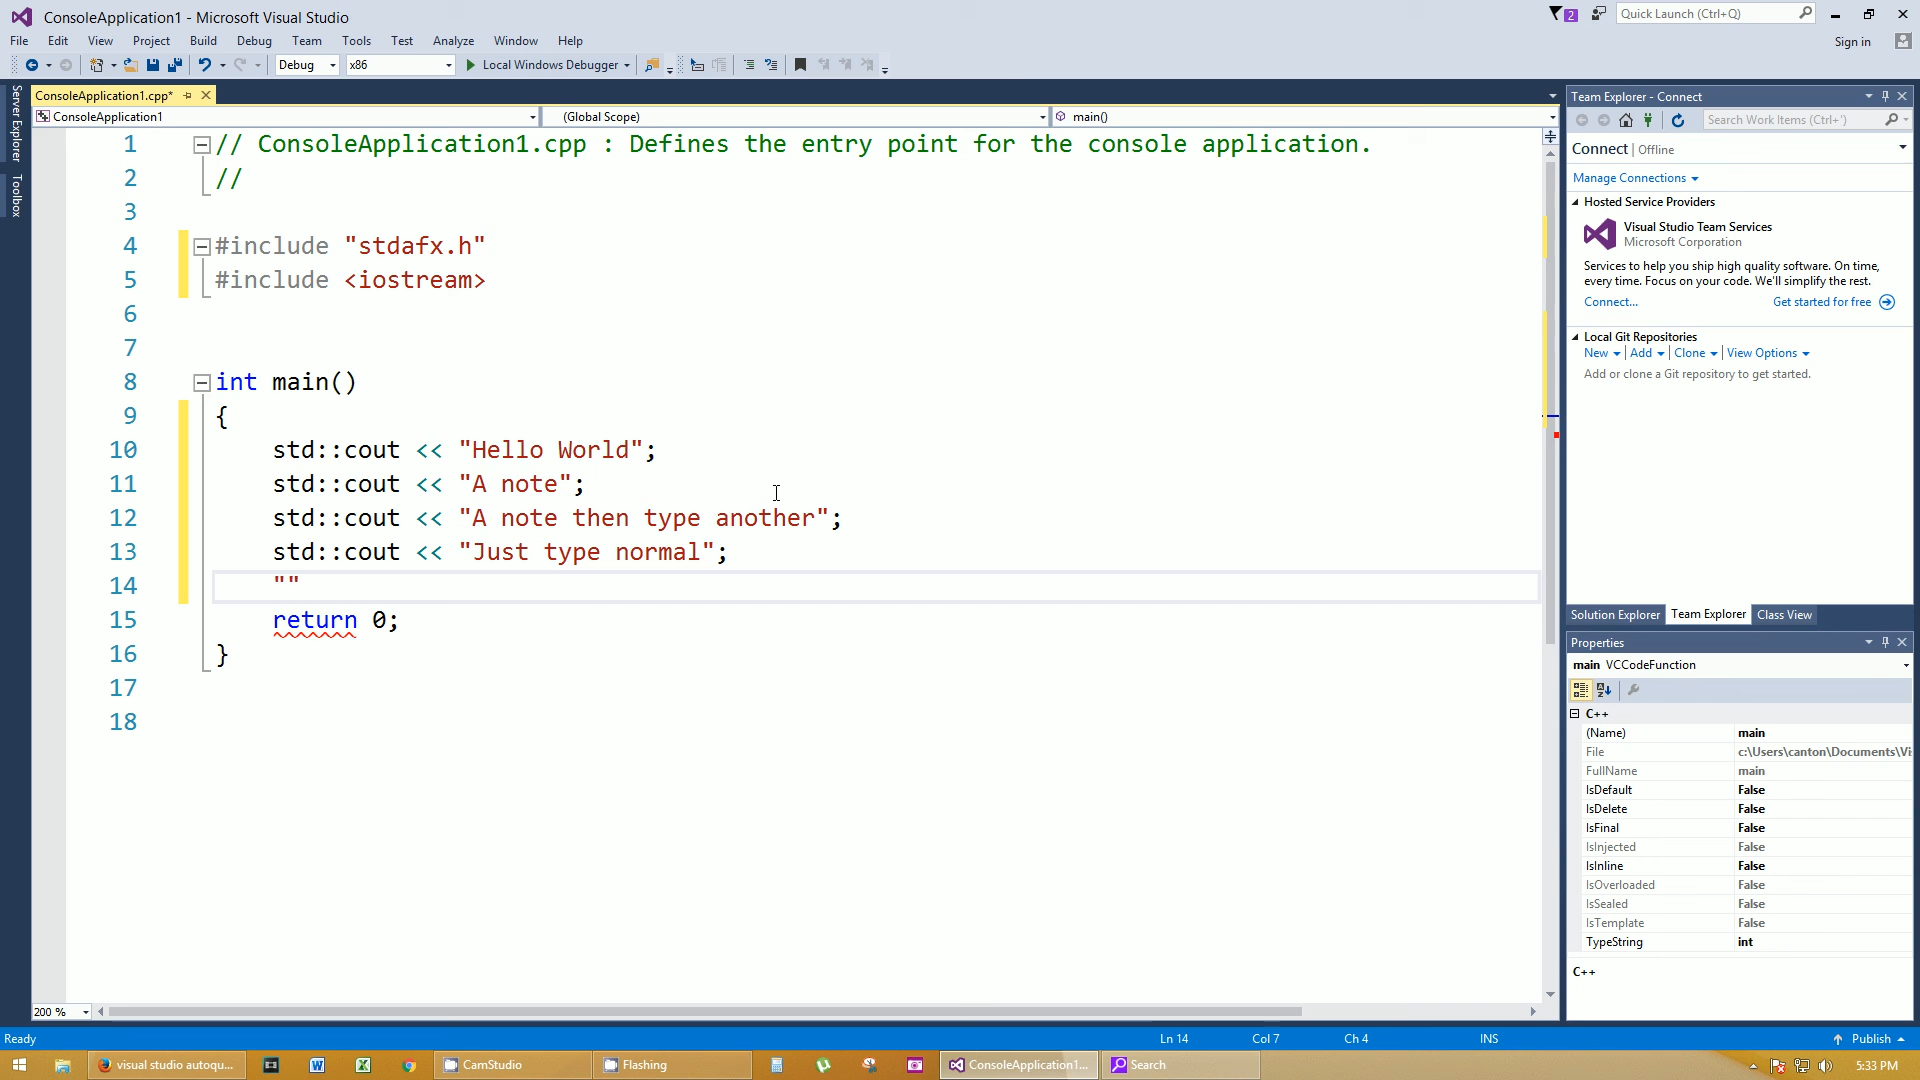 ConsoleApplication1 - Microsoft Visual Studio
2
Quick Launch (Ctrl+Q)
File Edit View Project Build Debug Team Tools Test Analyze Window Help
Sign in
Debug x86 Local Windows Debugger
Server Explorer
Toolbox
ConsoleApplication1.cpp*
ConsoleApplication1 (Global Scope) main()
1 // ConsoleApplication1.cpp : Defines the entry point for the console application.
2 //
3
4 #include "stdafx.h"
5 #include <iostream>
6
7
8 int main()
9 {
10 std::cout << "Hello World";
11 std::cout << "A note";
12 std::cout << "A note then type another";
13 std::cout << "Just type normal";
14 ""
15 return 0;
16 }
17
18
200 %
Team Explorer - Connect
Search Work Items (Ctrl+')
Connect | Offline
Manage Connections
Hosted Service Providers
Visual Studio Team Services
Microsoft Corporation
Services to help you ship high quality software. On time,
every time. Focus on your code. We'll simplify the rest.
Connect... Get started for free
Local Git Repositories
New | Add | Clone | View Options
Add or clone a Git repository to get started.
Solution Explorer Team Explorer Class View
Properties
main VCCodeFunction
C++
(Name) main
File c:\Users\canton\Documents\Vi
FullName main
IsDefault False
IsDelete False
IsFinal False
IsInjected False
IsInline False
IsOverloaded False
IsSealed False
IsTemplate False
TypeString int
C++
Ready Ln 14 Col 7 Ch 4 INS Publish
visual studio autoqu... CamStudio Flashing ConsoleApplication1... Search 5:33 PM